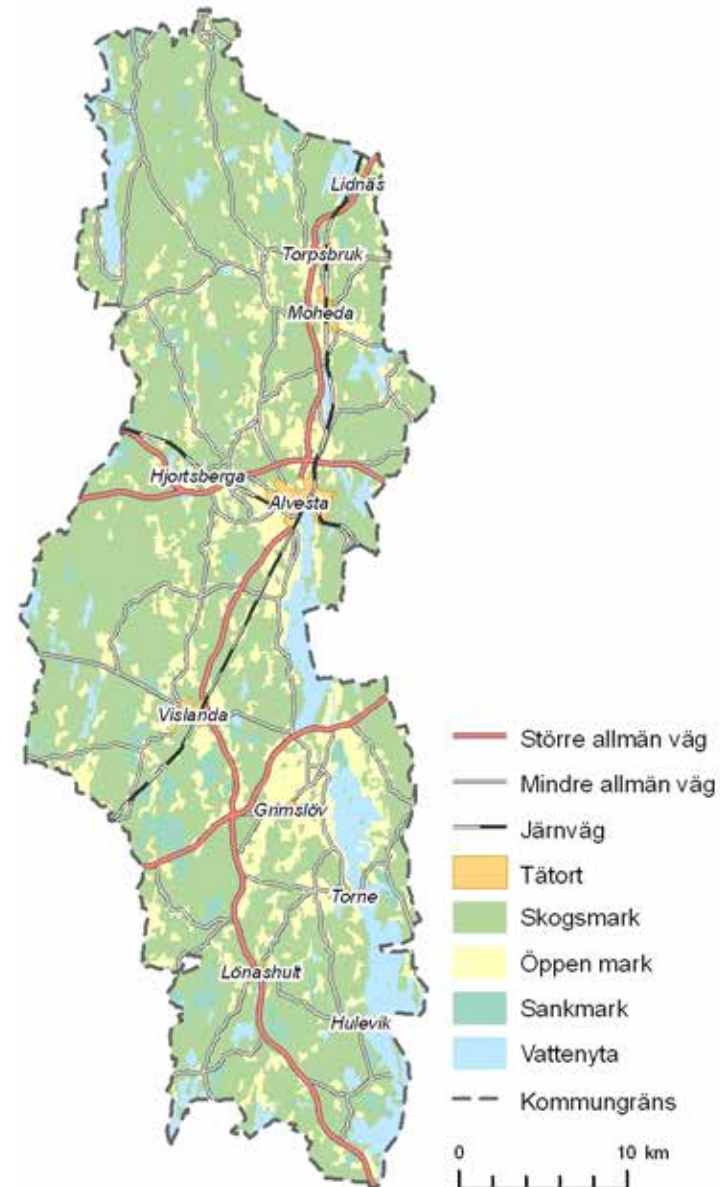 Lidnäs
Torpsbruk
Moheda
Hjortsberga
Alvesta
Vislanda
Grimslöv
Torne
Lönashult
Hulevik
Större allmän väg
Mindre allmän väg
Järnväg
Tätort
Skogsmark
Öppen mark
Sankmark
Vattenyta
Kommungräns
0 10 km